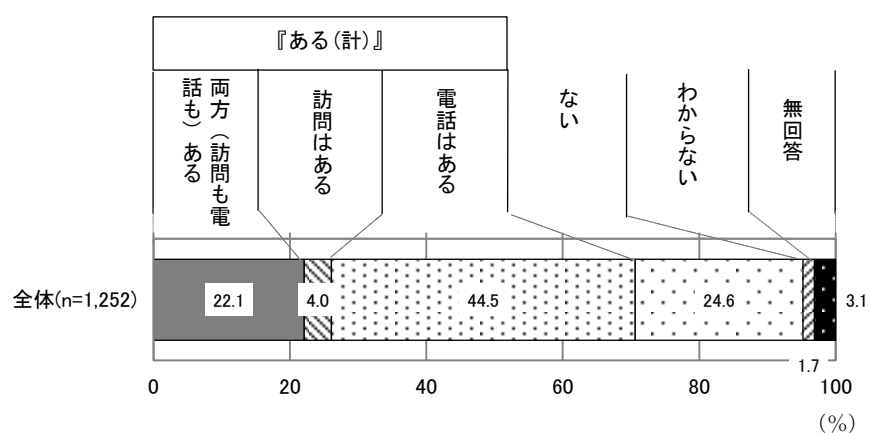 『ある(計)』
両方（訪問も電
話も）ある
訪問はある
電話はある
ない
わからない
無回答
全体(n=1,252)
22.1
4.0
44.5
24.6
3.1
1.7
0
20
40
60
80
100
(%)